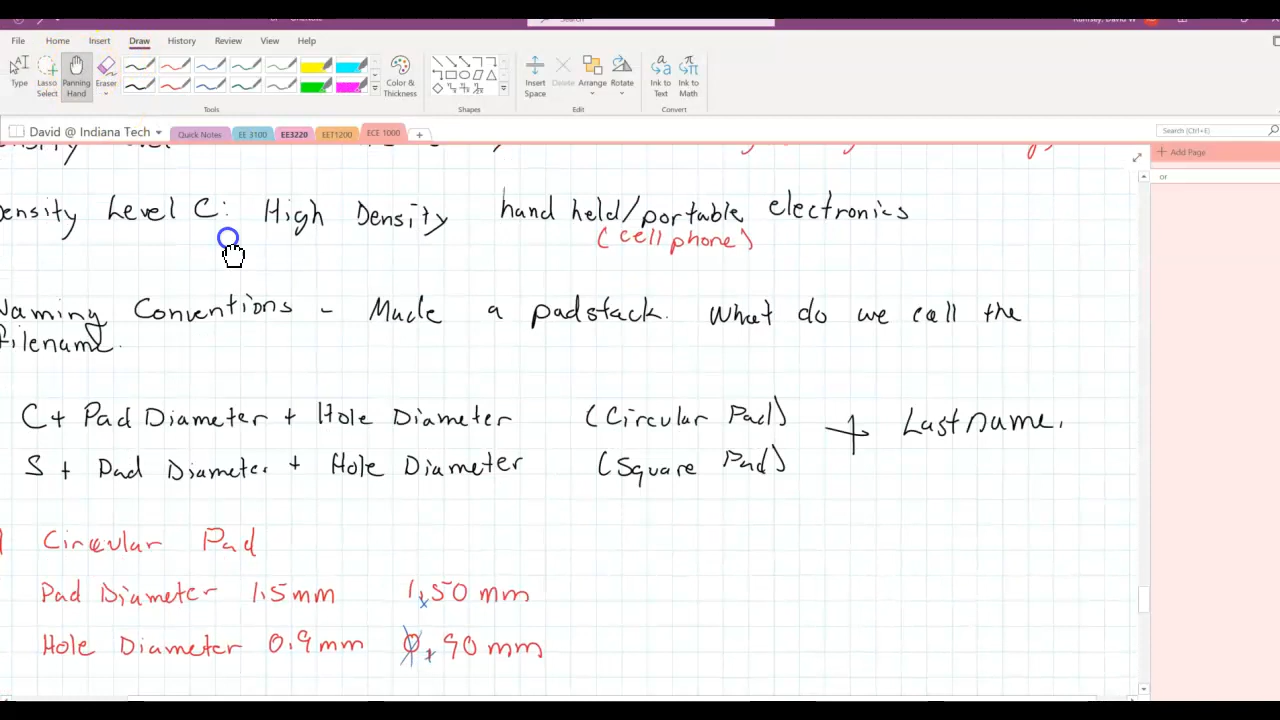 File Home Insert Draw History Review View Help
Type Lasso Select Panning Hand Eraser Color & Thickness Insert Space Delete Arrange Rotate Ink to Text Ink to Math
Tools Shapes Edit Convert
David @ Indiana Tech Quick Notes EE 3100 EE3220 EET1200 ECE 1000 + Search (Ctrl+E)
+ Add Page
or
Density Level C: High Density hand held/portable electronics
(cell phone)
Naming Conventions - Made a padstack. What do we call the
filename.
C + Pad Diameter + Hole Diameter (Circular Pad) + Lastname.
S + Pad Diameter + Hole Diameter (Square Pad)
Circular Pad
Pad Diameter 1.5mm 1.50 mm
Hole Diameter 0.9mm 0.90 mm